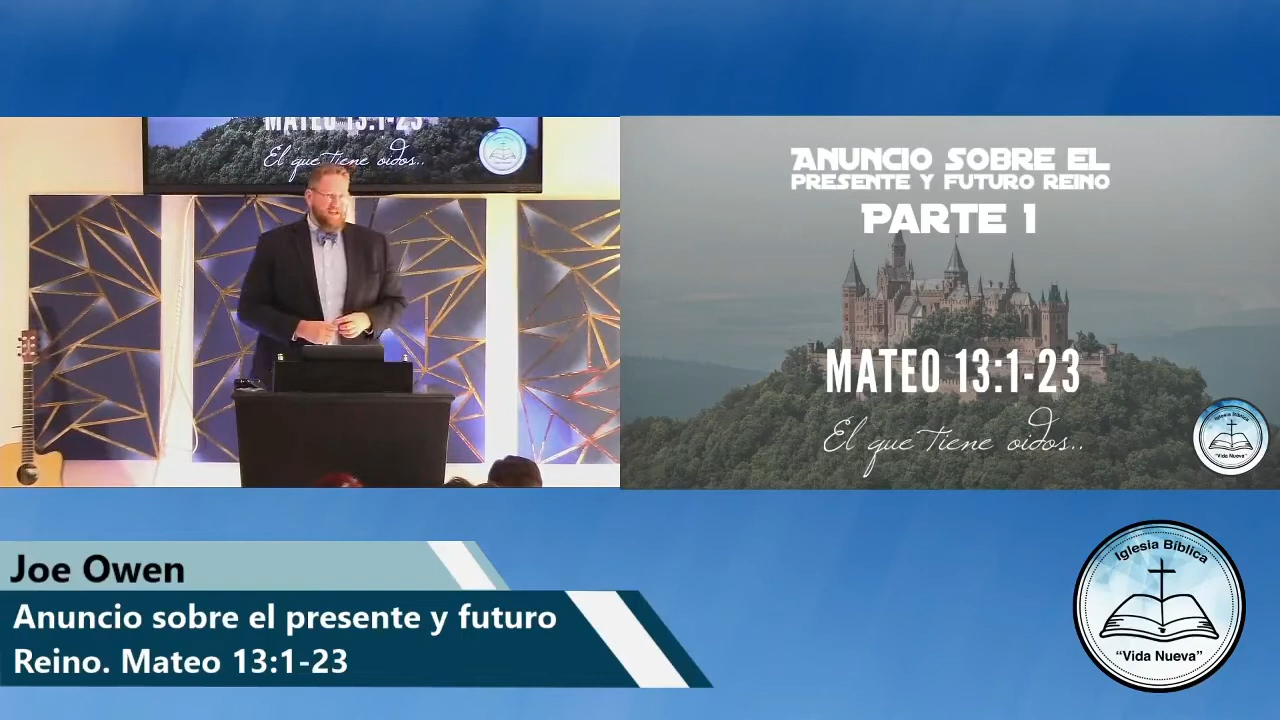 MATEO 13:1-23
El que tiene oidos..
ANUNCIO SOBRE EL
PRESENTE Y FUTURO REINO
PARTE 1
MATEO 13:1-23
El que tiene oidos..
Iglesia Bíblica
"Vida Nueva"
Joe Owen
Anuncio sobre el presente y futuro
Reino. Mateo 13:1-23
Iglesia Bíblica
“Vida Nueva”